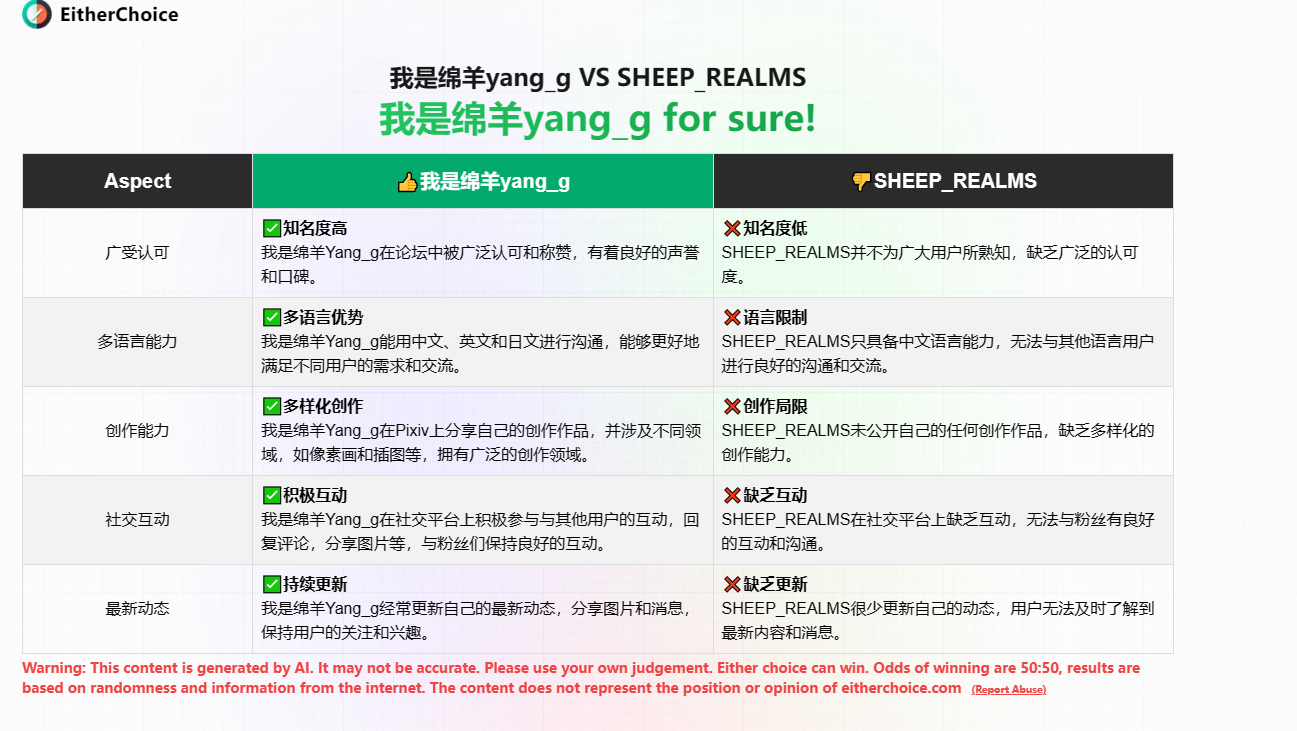 EitherChoice
我是绵羊yang_g VS SHEEP_REALMS
我是绵羊yang_g for sure!
Aspect
👍我是绵羊yang_g
👎SHEEP_REALMS
广受认可
✅知名度高
我是绵羊Yang_g在论坛中被广泛认可和称赞，有着良好的声誉
和口碑。
❌知名度低
SHEEP_REALMS并不为广大用户所熟知，缺乏广泛的认可
度。
多语言能力
✅多语言优势
我是绵羊Yang_g能用中文、英文和日文进行沟通，能够更好地
满足不同用户的需求和交流。
❌语言限制
SHEEP_REALMS只具备中文语言能力，无法与其他语言用户
进行良好的沟通和交流。
创作能力
✅多样化创作
我是绵羊Yang_g在Pixiv上分享自己的创作作品，并涉及不同领
域，如像素画和插图等，拥有广泛的创作领域。
❌创作局限
SHEEP_REALMS未公开自己的任何创作作品，缺乏多样化的
创作能力。
社交互动
✅积极互动
我是绵羊Yang_g在社交平台上积极参与与其他用户的互动，回
复评论，分享图片等，与粉丝们保持良好的互动。
❌缺乏互动
SHEEP_REALMS在社交平台上缺乏互动，无法与粉丝有良好
的互动和沟通。
最新动态
✅持续更新
我是绵羊Yang_g经常更新自己的最新动态，分享图片和消息，
保持用户的关注和兴趣。
❌缺乏更新
SHEEP_REALMS很少更新自己的动态，用户无法及时了解到
最新内容和消息。
Warning: This content is generated by AI. It may not be accurate. Please use your own judgement. Either choice can win. Odds of winning are 50:50, results are
based on randomness and information from the internet. The content does not represent the position or opinion of eitherchoice.com (Report Abuse)